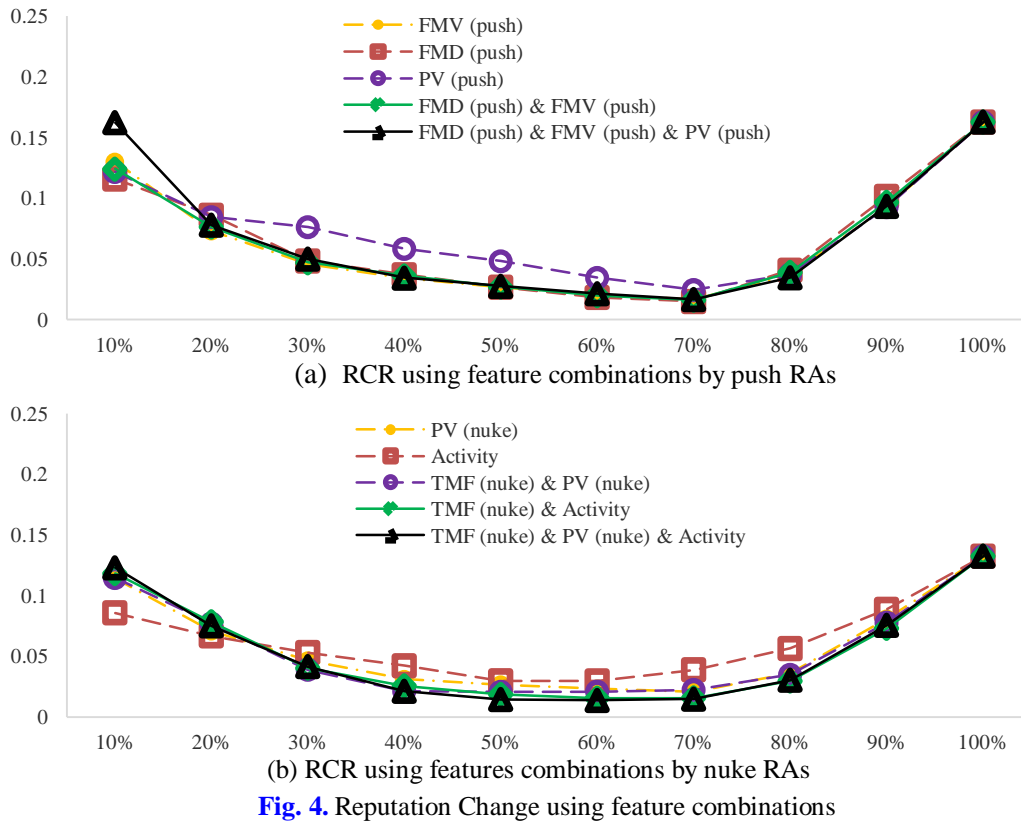 0.25
FMV (push)
FMD (push)
0.2
PV (push)
FMD (push) & FMV (push)
0.15
FMD (push) & FMV (push) & PV (push)
0.1
0.05
0
10% 20% 30% 40% 50% 60% 70% 80% 90% 100%
(a) RCR using feature combinations by push RAs
0.25
PV (nuke)
Activity
0.2
TMF (nuke) & PV (nuke)
TMF (nuke) & Activity
0.15
TMF (nuke) & PV (nuke) & Activity
0.1
0.05
0
10% 20% 30% 40% 50% 60% 70% 80% 90% 100%
(b) RCR using features combinations by nuke RAs
Fig. 4. Reputation Change using feature combinations